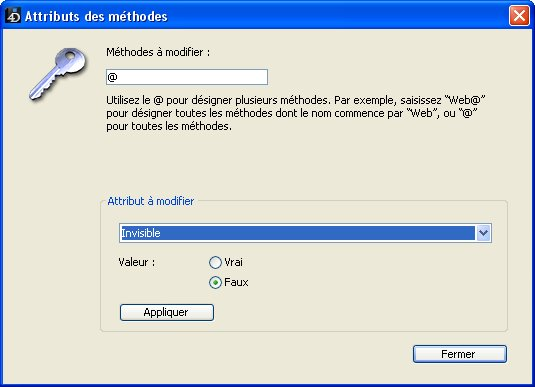 4D Attributs des méthodes
Méthodes à modifier :
@
Utilisez le @ pour désigner plusieurs méthodes. Par exemple, saisissez "Web@"
pour désigner toutes les méthodes dont le nom commence par "Web", ou "@"
pour toutes les méthodes.
Attribut à modifier
Invisible
Valeur :
Vrai
Faux
Appliquer
Fermer